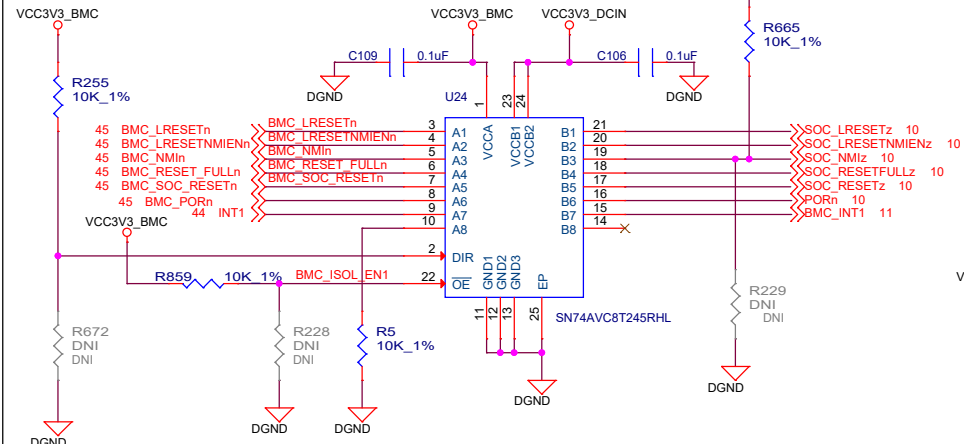 VCC3V3_BMC
VCC3V3_BMC
VCC3V3_DCIN
R665
10K_1%
C109
0.1uF
C106
0.1uF
R255
10K_1%
DGND
DGND
U24
1
23
24
VCCA
VCCB1
VCCB2
45 BMC_LRESETn
BMC_LRESETn
3
A1
B1
21
SOC_LRESETz 10
45 BMC_LRESETNMIENn
BMC_LRESETNMIENn
4
A2
B2
20
SOC_LRESETNMIENz 10
45 BMC_NMIn
BMC_NMIn
5
A3
B3
19
SOC_NMIz 10
45 BMC_RESET_FULLn
BMC_RESET_FULLn
6
A4
B4
18
SOC_RESETFULLz 10
45 BMC_SOC_RESETn
BMC_SOC_RESETn
7
A5
B5
17
SOC_RESETz 10
45 BMC_PORn
8
A6
B6
16
PORn 10
44 INT1
9
A7
B7
15
BMC_INT1 11
VCC3V3_BMC
10
A8
B8
14
2
DIR
R859
10K_1%
BMC_ISOL_EN1
22
OE
GND1
GND2
GND3
EP
11
12
13
25
SN74AVC8T245RHL
V
R229
DNI
DNI
R672
DNI
DNI
R228
DNI
DNI
R5
10K_1%
DGND
DGND
DGND
DGND
DGND